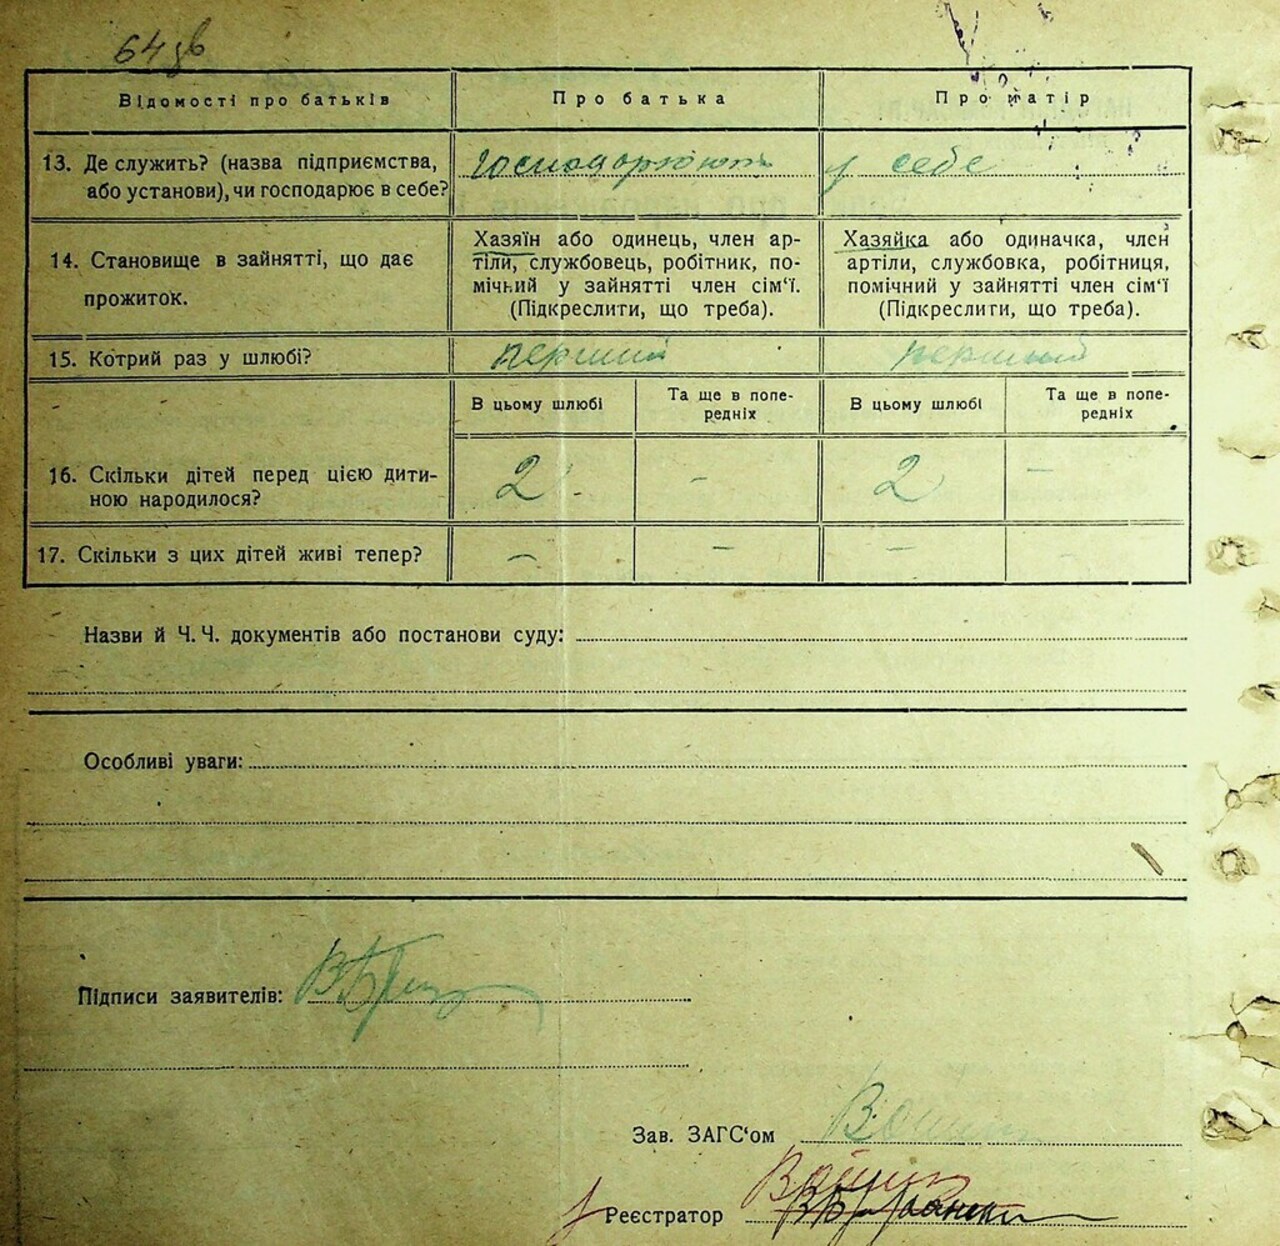 64 зв
Відомості про батьків
Про батька
Про матір
13. Де служить? (назва підприємства,
або установи), чи господарює в себе?
господарюють
у себе
14. Становище в зайнятті, що дає
прожиток.
Хазяїн або одинець, член ар-
тіли, службовець, робітник, по-
мічний у зайнятті член сім'ї.
(Підкреслити, що треба).
Хазяйка або одиначка, член
артіли, службовка, робітниця,
помічний у зайнятті член сім'ї
(Підкреслити, що треба).
15. Котрий раз у шлюбі?
перший
перший
В цьому шлюбі
Та ще в попе-
редніх
В цьому шлюбі
Та ще в попе-
редніх
16. Скільки дітей перед цією дити-
ною народилося?
2
-
2
-
17. Скільки з цих дітей живі тепер?
-
-
-
Назви й Ч. Ч. документів або постанови суду:
Особливі уваги:
Підписи заявителів:
Зав. ЗАГС'ом
Реєстратор